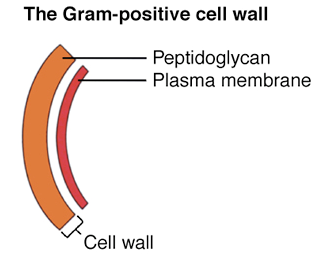 The Gram-positive cell wall
Peptidoglycan
Plasma membrane
Cell wall